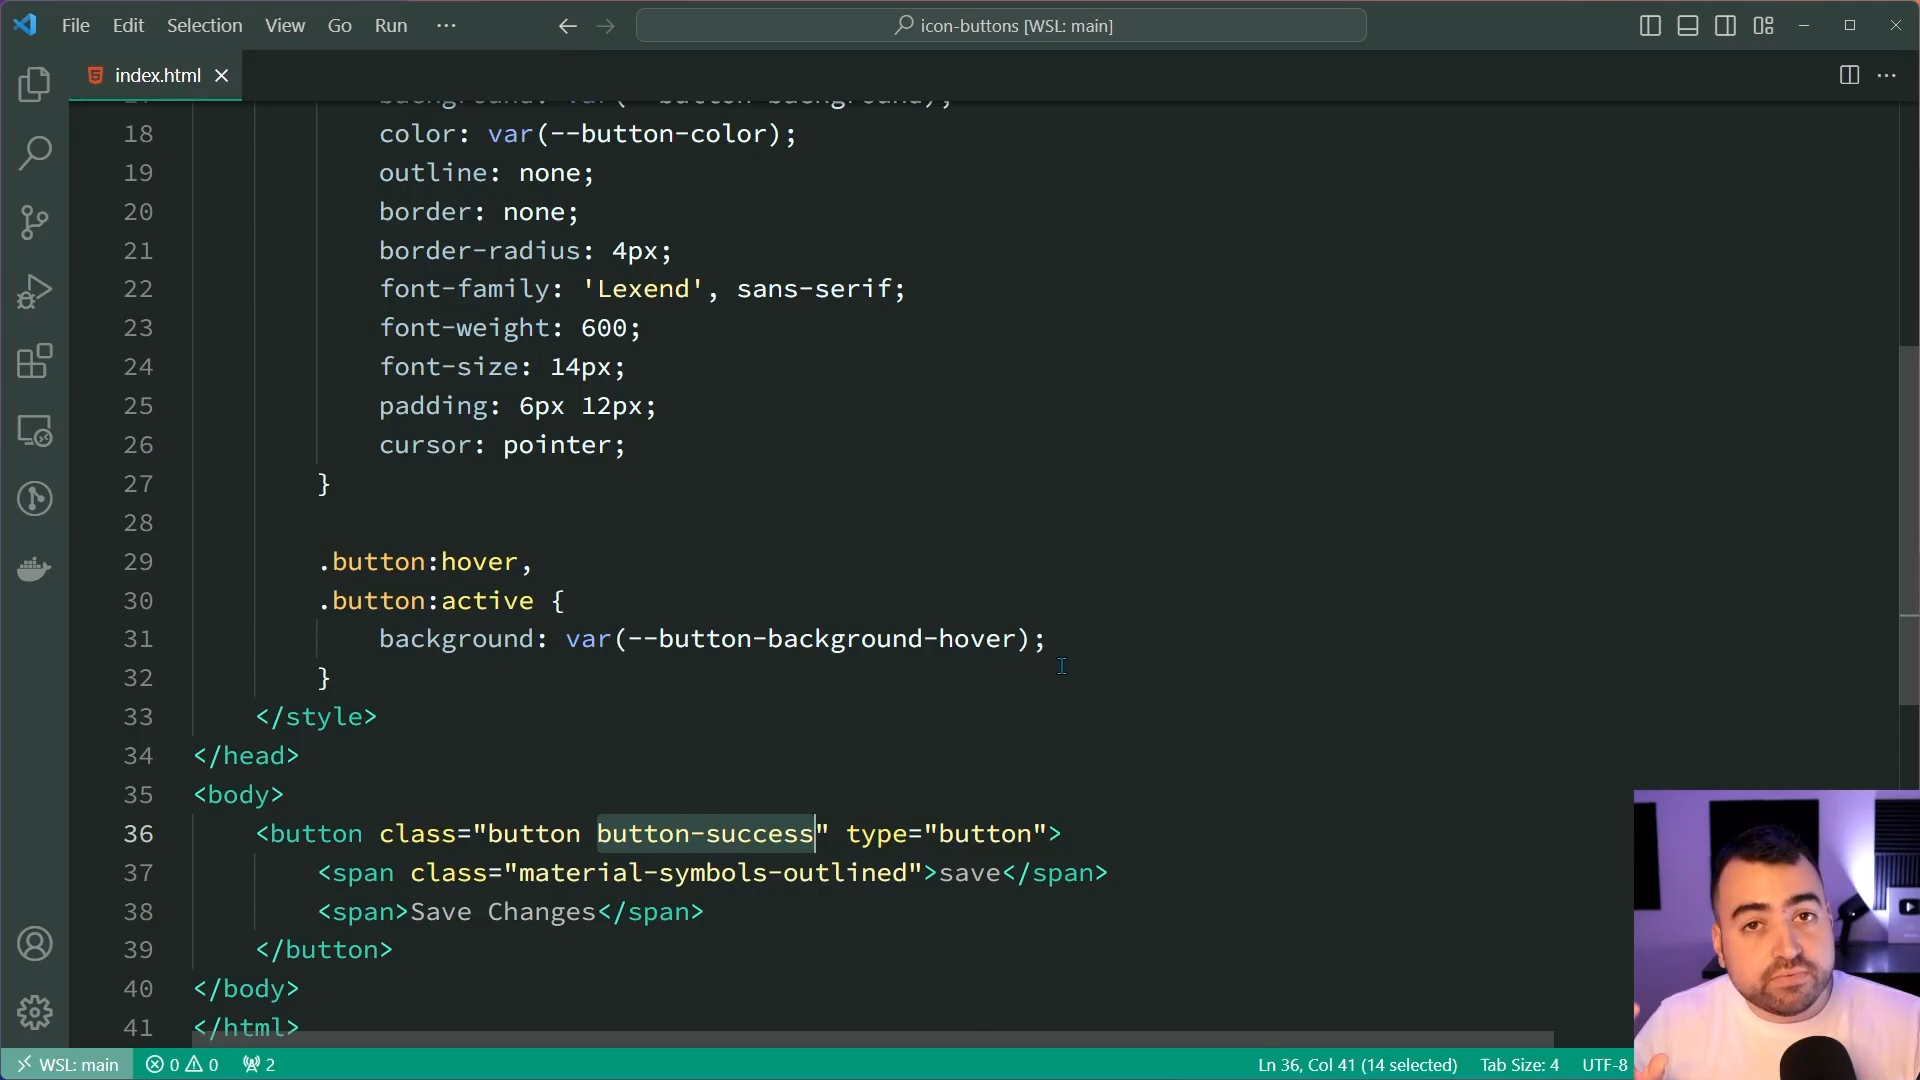 File Edit Selection View Go Run ···
icon-buttons [WSL: main]
index.html
18 color: var(--button-color);
19 outline: none;
20 border: none;
21 border-radius: 4px;
22 font-family: 'Lexend', sans-serif;
23 font-weight: 600;
24 font-size: 14px;
25 padding: 6px 12px;
26 cursor: pointer;
27 }
28
29 .button:hover,
30 .button:active {
31 background: var(--button-background-hover);
32 }
33 </style>
34 </head>
35 <body>
36 <button class="button button-success" type="button">
37 <span class="material-symbols-outlined">save</span>
38 <span>Save Changes</span>
39 </button>
40 </body>
41 </html>
WSL: main 0 0 2 Ln 36, Col 41 (14 selected) Tab Size: 4 UTF-8